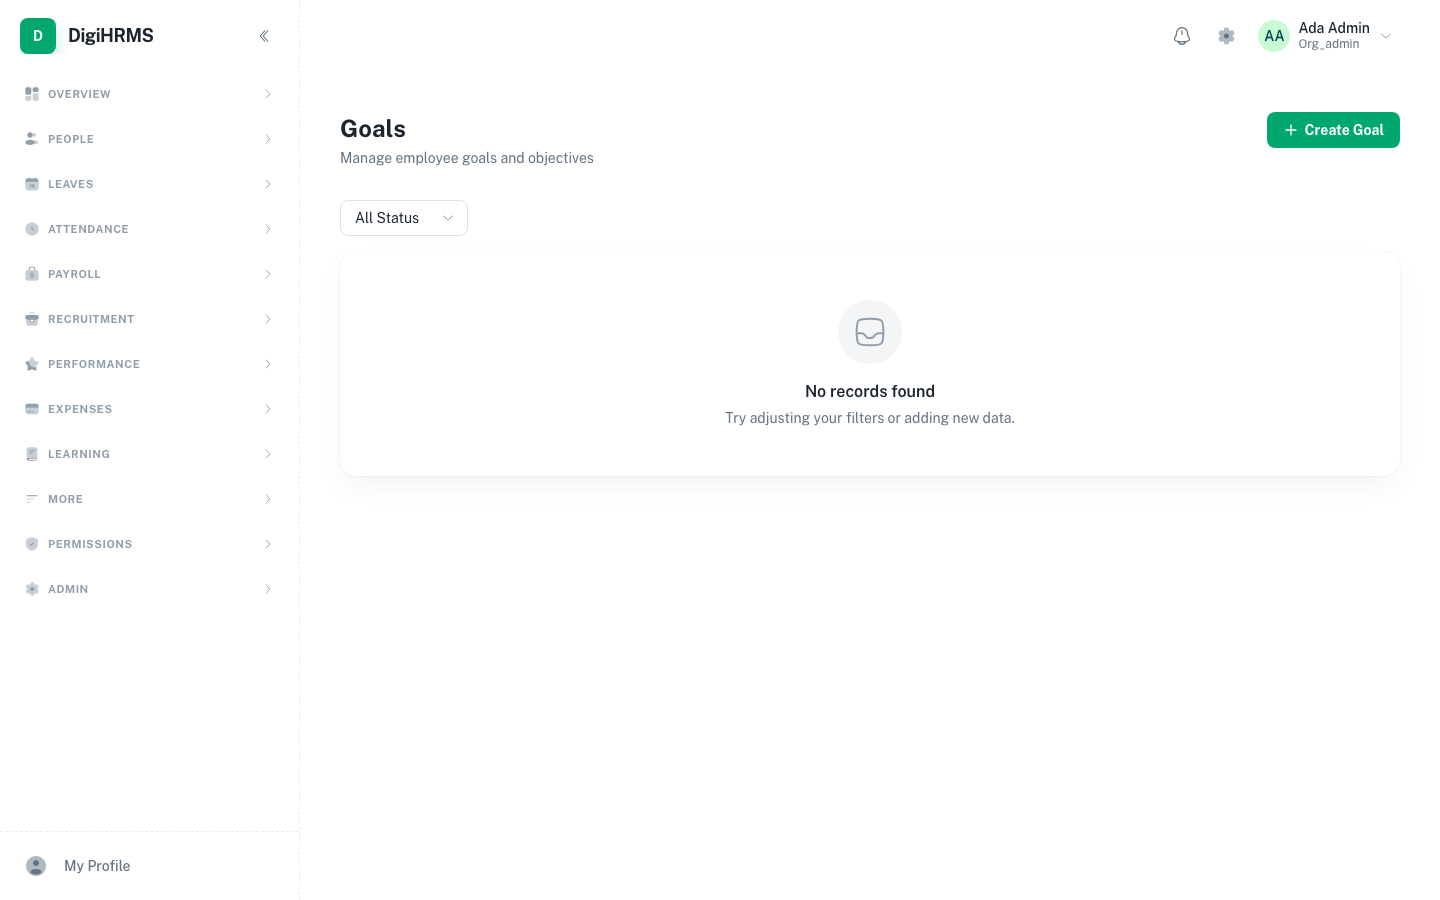 D
DigiHRMS
OVERVIEW
PEOPLE
LEAVES
ATTENDANCE
PAYROLL
RECRUITMENT
PERFORMANCE
EXPENSES
LEARNING
MORE
PERMISSIONS
ADMIN
My Profile
AA
Ada Admin
Org_admin
Goals
Manage employee goals and objectives
Create Goal
All Status
No records found
Try adjusting your filters or adding new data.